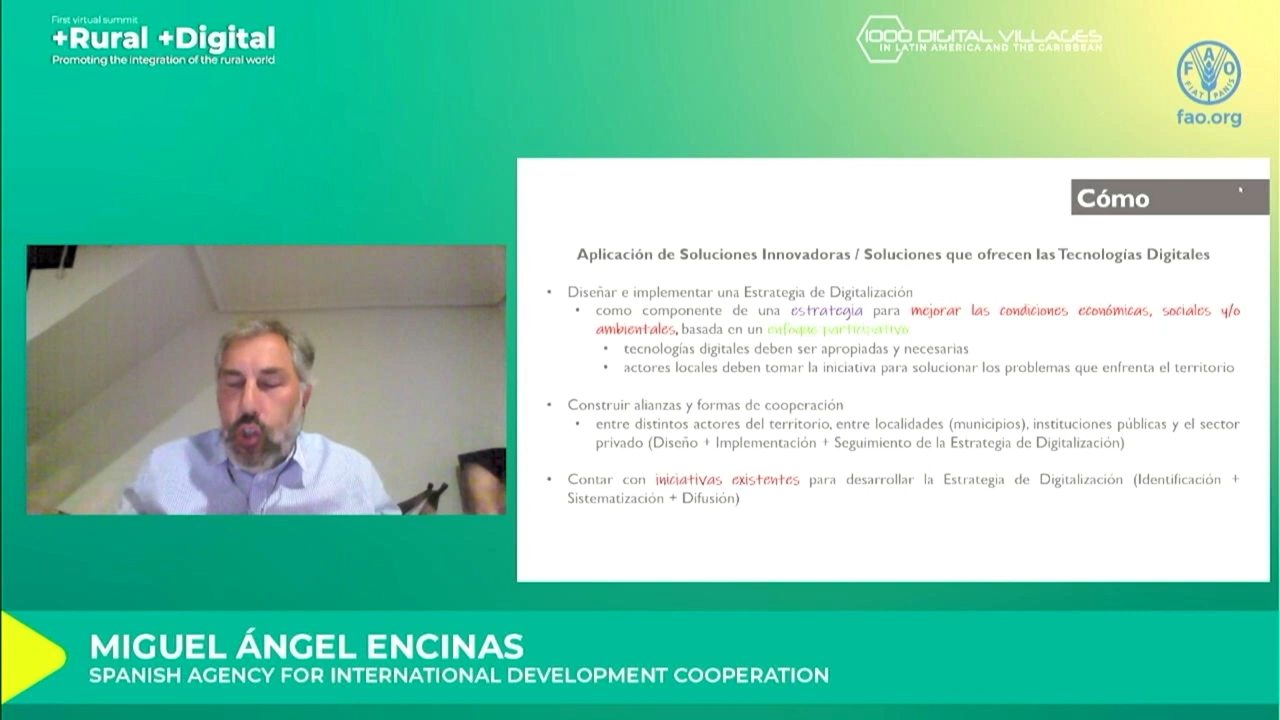 First virtual summit
+Rural +Digital
Promoting the integration of the rural world
1000 DIGITAL VILLAGES
IN LATIN AMERICA AND THE CARIBBEAN
F A O
FIAT PANIS
fao.org
Cómo
Aplicación de Soluciones Innovadoras / Soluciones que ofrecen las Tecnologías Digitales
• Diseñar e implementar una Estrategia de Digitalización
• como componente de una estrategia para mejorar las condiciones económicas, sociales y/o
ambientales, basada en un enfoque participativo
• tecnologías digitales deben ser apropiadas y necesarias
• actores locales deben tomar la iniciativa para solucionar los problemas que enfrenta el territorio
• Construir alianzas y formas de cooperación
• entre distintos actores del territorio, entre localidades (municipios), instituciones públicas y el sector
privado (Diseño + Implementación + Seguimiento de la Estrategia de Digitalización)
• Contar con iniciativas existentes para desarrollar la Estrategia de Digitalización (Identificación +
Sistematización + Difusión)
MIGUEL ÁNGEL ENCINAS
SPANISH AGENCY FOR INTERNATIONAL DEVELOPMENT COOPERATION